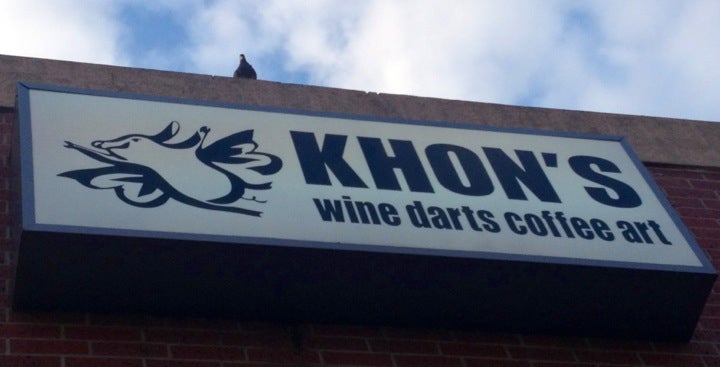 KHON'S
wine darts coffee art